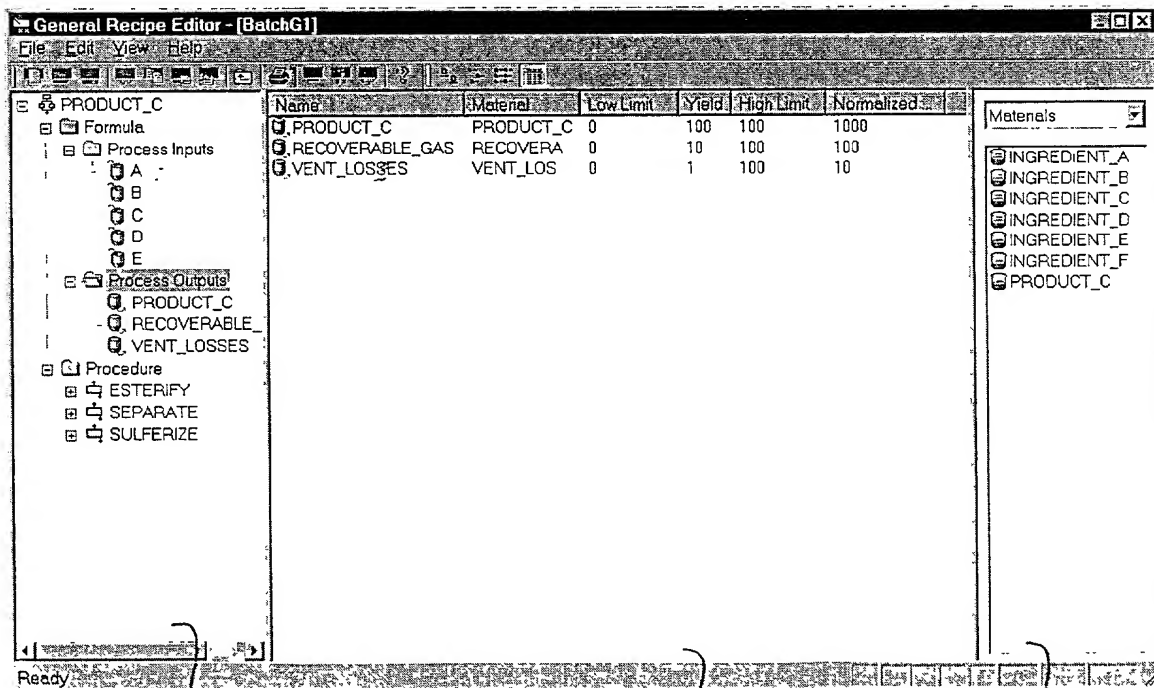 General Recipe Editor - [BatchG1]
File Edit View Help
PRODUCT_C
Formula
Process Inputs
A
B
C
D
E
Process Outputs
PRODUCT_C
RECOVERABLE_
VENT_LOSSES
Procedure
ESTERIFY
SEPARATE
SULFERIZE
Name Material Low Limit Yield High Limit Normalized
PRODUCT_C PRODUCT_C 0 100 100 1000
RECOVERABLE_GAS RECOVERA 0 10 100 100
VENT_LOSSES VENT_LOS 0 1 100 10
Materials
INGREDIENT_A
INGREDIENT_B
INGREDIENT_C
INGREDIENT_D
INGREDIENT_E
INGREDIENT_F
PRODUCT_C
Ready